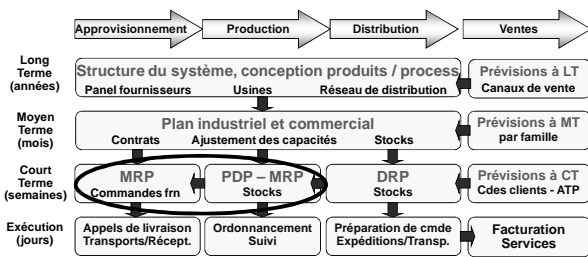 Approvisionnement Production Distribution Ventes
Long
Terme
(années)
Structure du système, conception produits / process
Panel fournisseurs Usines Réseau de distribution
Prévisions à LT
Canaux de vente
Moyen
Terme
(mois)
Plan industriel et commercial
Contrats Ajustement des capacités Stocks
Prévisions à MT
par famille
Court
Terme
(semaines)
MRP
Commandes frn
PDP – MRP
Stocks
DRP
Stocks
Prévisions à CT
Cdes clients - ATP
Exécution
(jours)
Appels de livraison
Transports/Récept.
Ordonnancement
Suivi
Préparation de cmde
Expéditions/Transp.
Facturation
Services